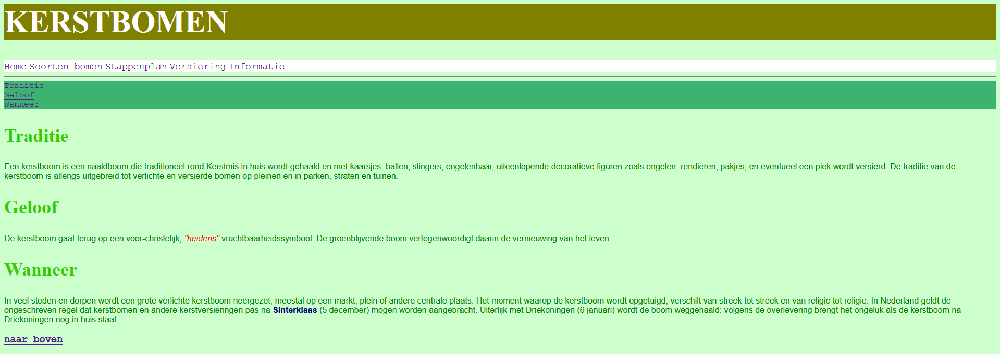 KERSTBOMEN
Home Soorten bomen Stappenplan Versiering Informatie
Traditie
Geloof
Wanneer
Traditie
Een kerstboom is een naaldboom die traditioneel rond Kerstmis in huis wordt gehaald en met kaarsjes, ballen, slingers, engelenhaar, uiteenlopende decoratieve figuren zoals engelen, rendieren, pakjes, en eventueel een piek wordt versierd. De traditie van de
kerstboom is allengs uitgebreid tot verlichte en versierde bomen op pleinen en in parken, straten en tuinen.
Geloof
De kerstboom gaat terug op een voor-christelijk, "heidens" vruchtbaarheidssymbool. De groenblijvende boom vertegenwoordigt daarin de vernieuwing van het leven.
Wanneer
In veel steden en dorpen wordt een grote verlichte kerstboom neergezet, meestal op een markt, plein of andere centrale plaats. Het moment waarop de kerstboom wordt opgetuigd, verschilt van streek tot streek en van religie tot religie. In Nederland geldt de
ongeschreven regel dat kerstbomen en andere kerstversieringen pas na Sinterklaas (5 december) mogen worden aangebracht. Uiterlijk met Driekoningen (6 januari) wordt de boom weggehaald: volgens de overlevering brengt het ongeluk als de kerstboom na
Driekoningen nog in huis staat.
naar boven